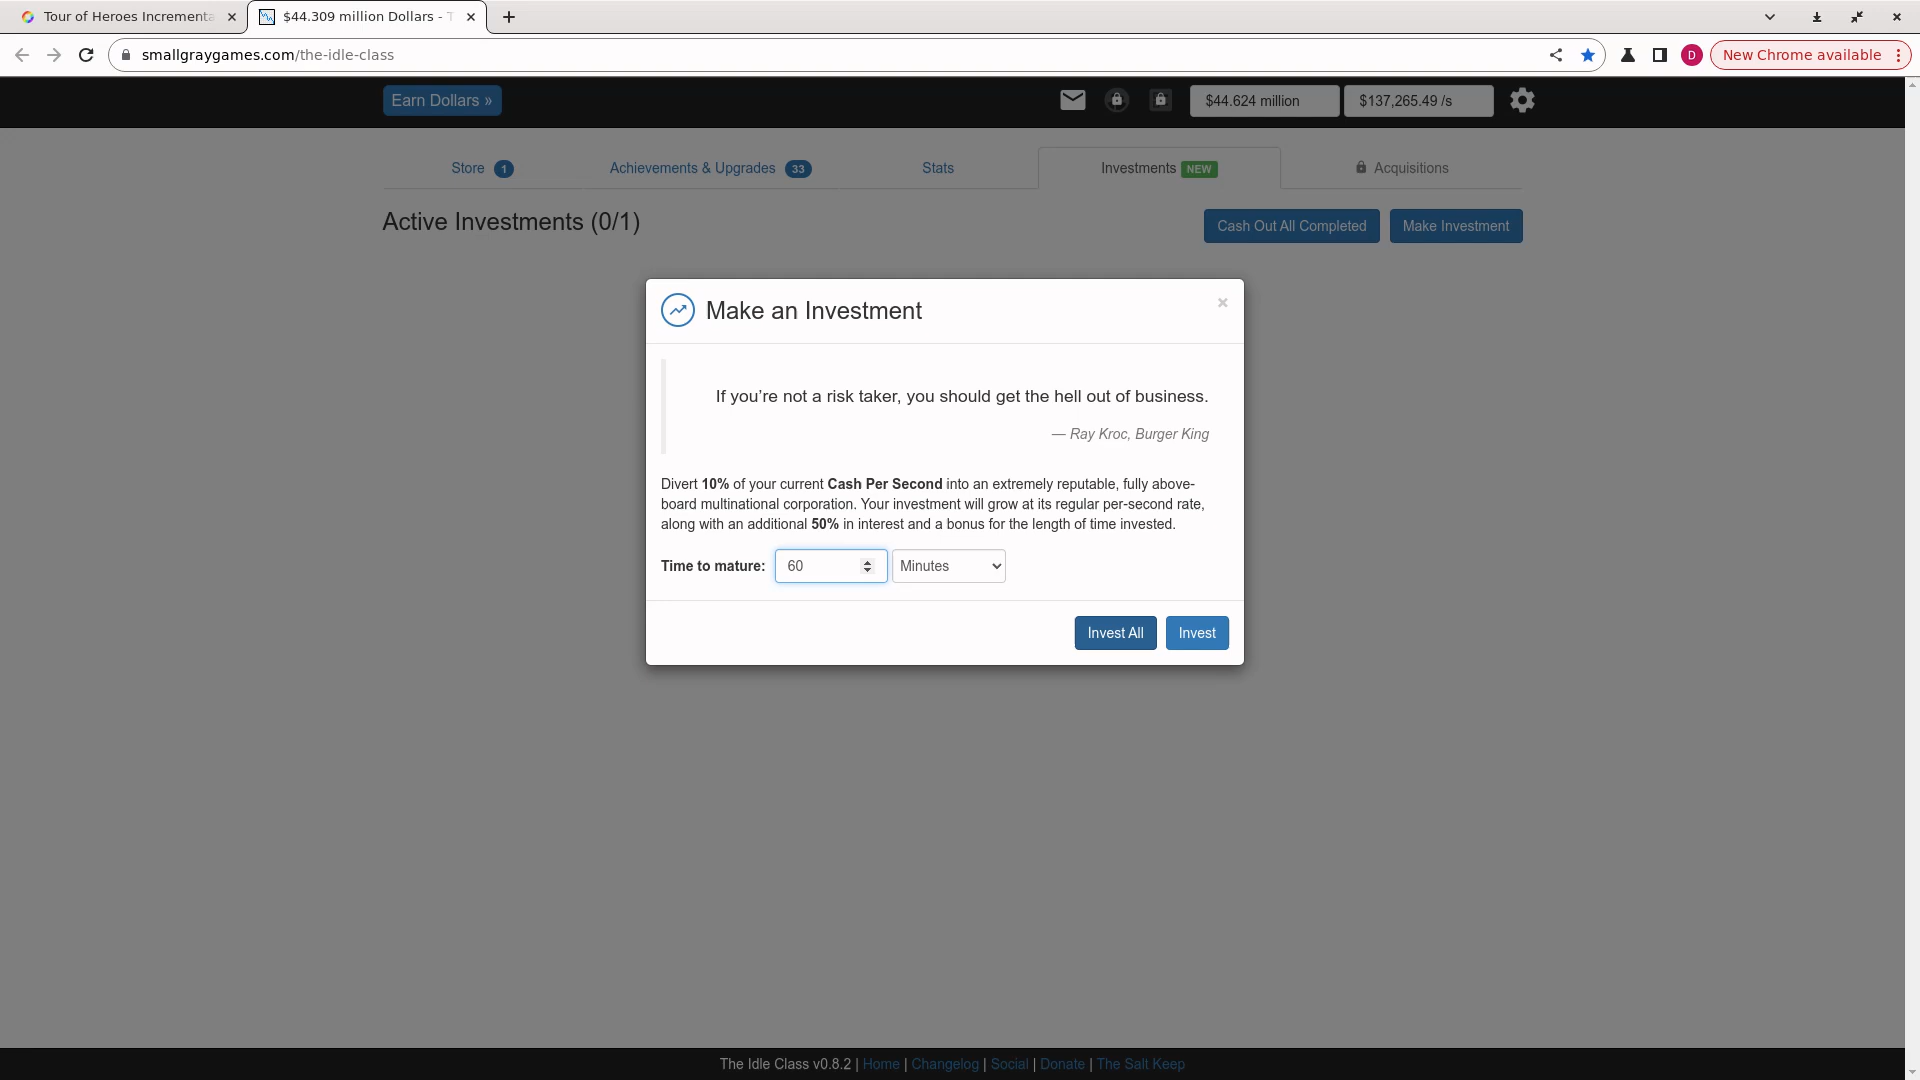 Tour of Heroes Incrementa
$44.309 million Dollars - T
smallgraygames.com/the-idle-class
D
New Chrome available
Earn Dollars »
$44.624 million
$137,265.49 /s
Store 1
Achievements & Upgrades 33
Stats
Investments NEW
Acquisitions
Active Investments (0/1)
Cash Out All Completed
Make Investment
Make an Investment
×
If you’re not a risk taker, you should get the hell out of business.
— Ray Kroc, Burger King
Divert 10% of your current Cash Per Second into an extremely reputable, fully above-
board multinational corporation. Your investment will grow at its regular per-second rate,
along with an additional 50% in interest and a bonus for the length of time invested.
Time to mature: 60 Minutes
Invest All
Invest
The Idle Class v0.8.2 | Home | Changelog | Social | Donate | The Salt Keep